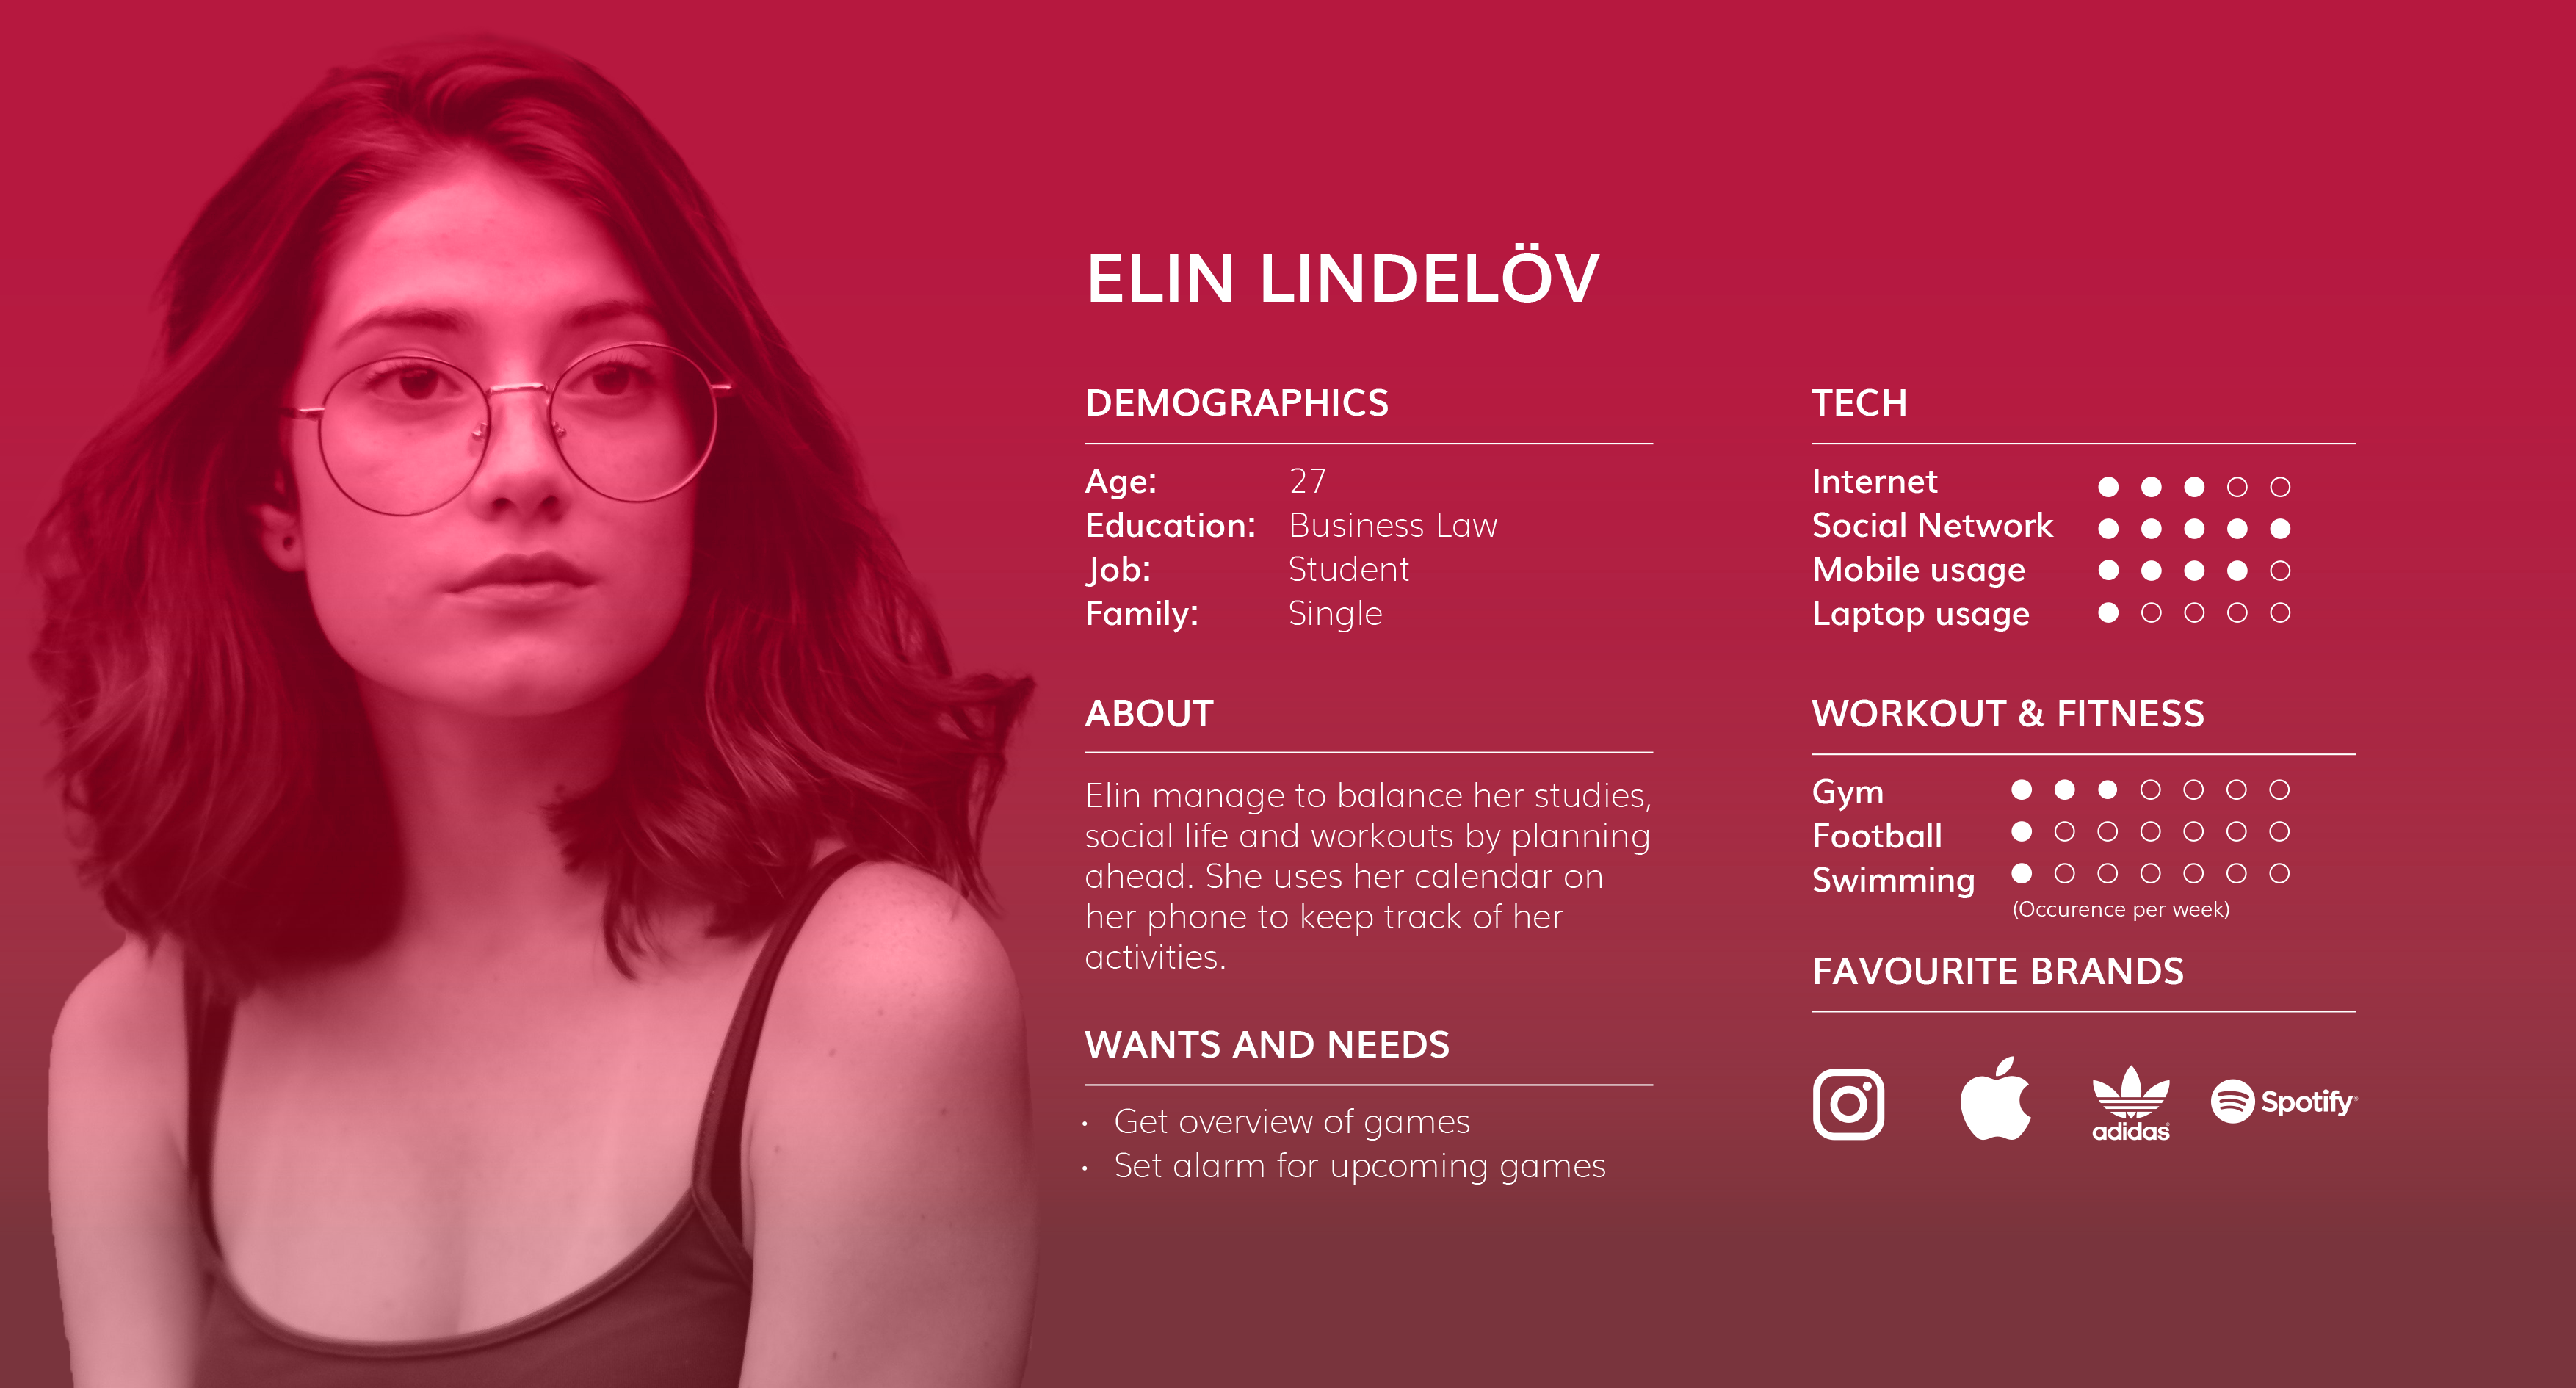 ELIN LINDELÖV
DEMOGRAPHICS
Age: 27
Education: Business Law
Job: Student
Family: Single
ABOUT
Elin manage to balance her studies,
social life and workouts by planning
ahead. She uses her calendar on
her phone to keep track of her
activities.
WANTS AND NEEDS
• Get overview of games
• Set alarm for upcoming games
TECH
Internet
Social Network
Mobile usage
Laptop usage
WORKOUT & FITNESS
Gym
Football
Swimming
(Occurence per week)
FAVOURITE BRANDS
adidas
Spotify®